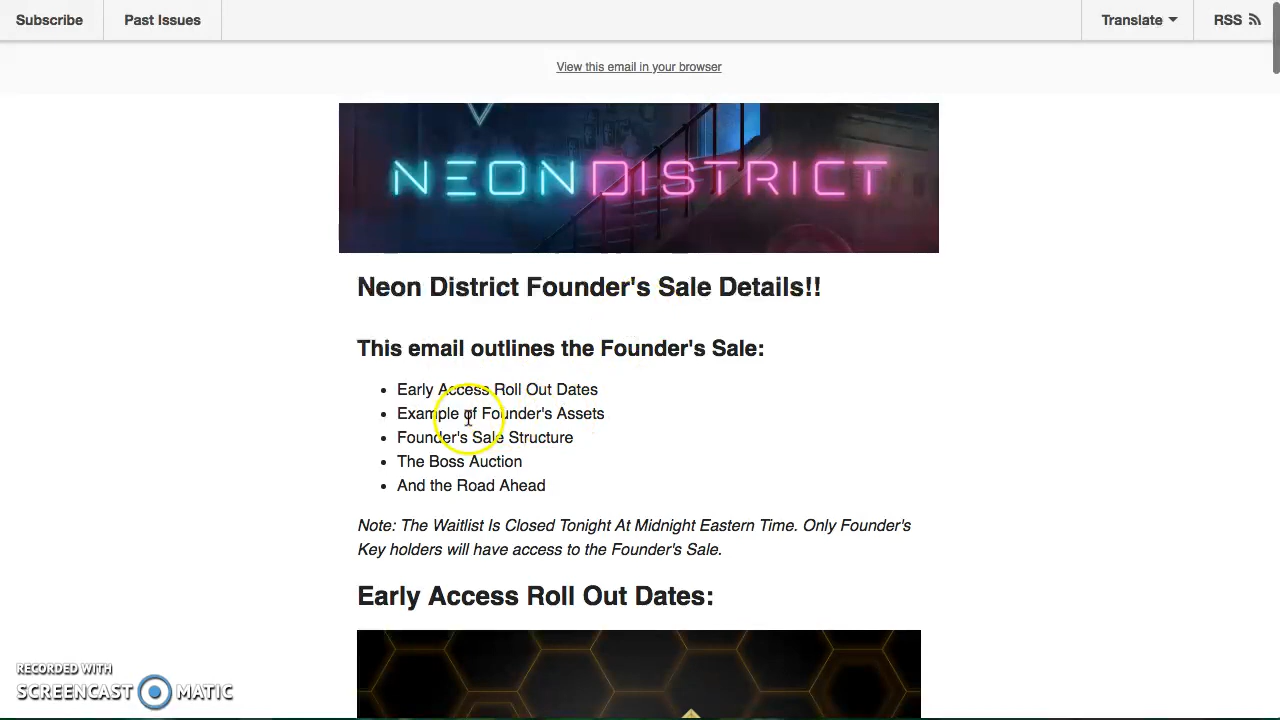 Subscribe
Past Issues
Translate
RSS
View this email in your browser
NEONDISTRICT
Neon District Founder's Sale Details!!
This email outlines the Founder's Sale:
• Early Access Roll Out Dates
• Example of Founder's Assets
• Founder's Sale Structure
• The Boss Auction
• And the Road Ahead
Note: The Waitlist Is Closed Tonight At Midnight Eastern Time. Only Founder's
Key holders will have access to the Founder's Sale.
Early Access Roll Out Dates:
RECORDED WITH
SCREENCAST MATIC